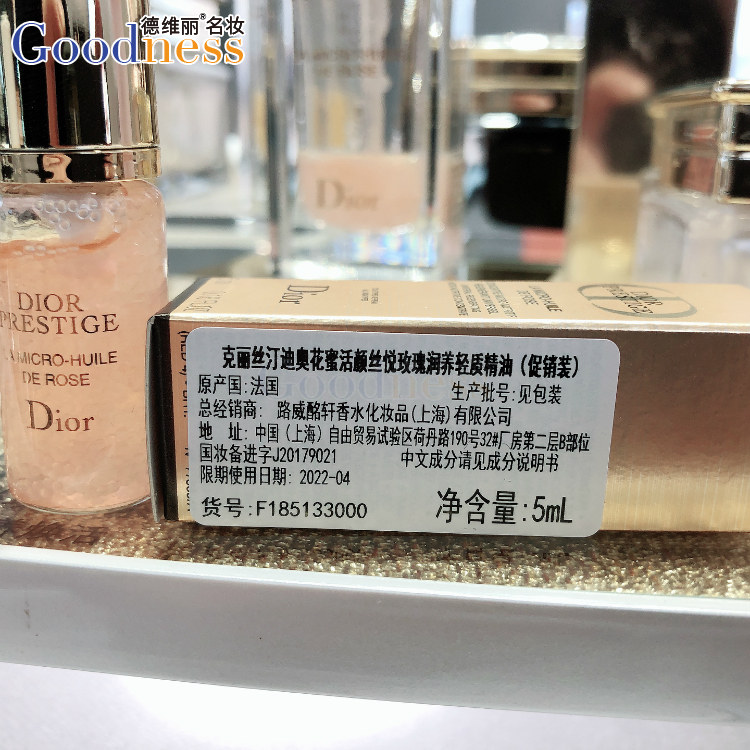 德维丽®名妆
Goodness
DE ROSE
Dior
DIOR
PRESTIGE
LA MICRO-HUILE
DE ROSE
Dior
Dior
克丽丝汀迪奥花蜜活颜丝悦玫瑰润养轻质精油（促销装）
原产国:法国 生产批号:见包装
总经销商: 路威酩轩香水化妆品(上海)有限公司
地 址: 中国（上海）自由贸易试验区荷丹路190号32#厂房第二层B部位
国妆备进字J20179021 中文成分请见成分说明书
限期使用日期: 2022-04
货号:F185133000 净含量:5mL
Goodness